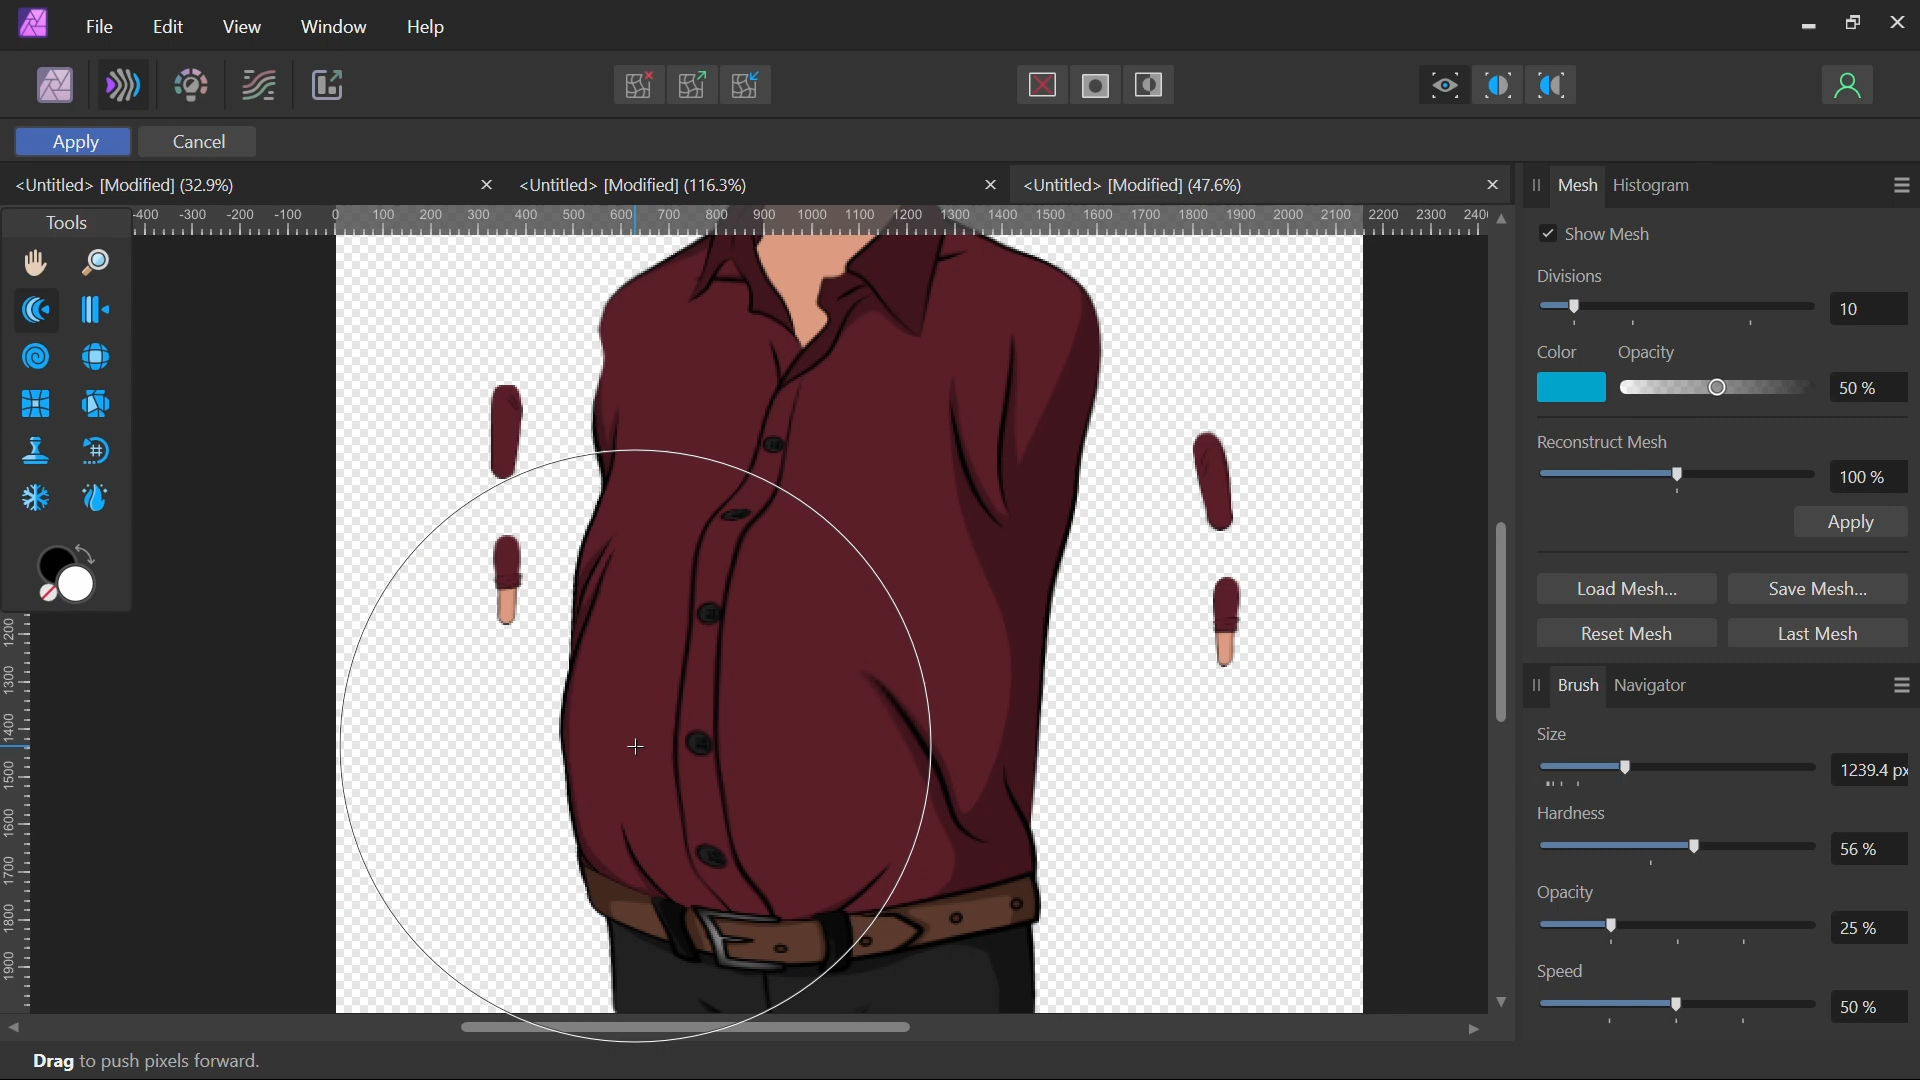 File Edit View Window Help
Apply Cancel
<Untitled> [Modified] (32.9%) <Untitled> [Modified] (116.3%) <Untitled> [Modified] (47.6%)
Tools
-400 -300 -200 -100 0 100 200 300 400 500 600 700 800 900 1000 1100 1200 1300 1400 1500 1600 1700 1800 1900 2000 2100 2200 2300 240
1200
1300
1400
1500
1600
1700
1800
1900
Mesh Histogram
Show Mesh
Divisions
10
Color Opacity
50 %
Reconstruct Mesh
100 %
Apply
Load Mesh... Save Mesh...
Reset Mesh Last Mesh
Brush Navigator
Size
1239.4 px
Hardness
56 %
Opacity
25 %
Speed
50 %
Drag to push pixels forward.